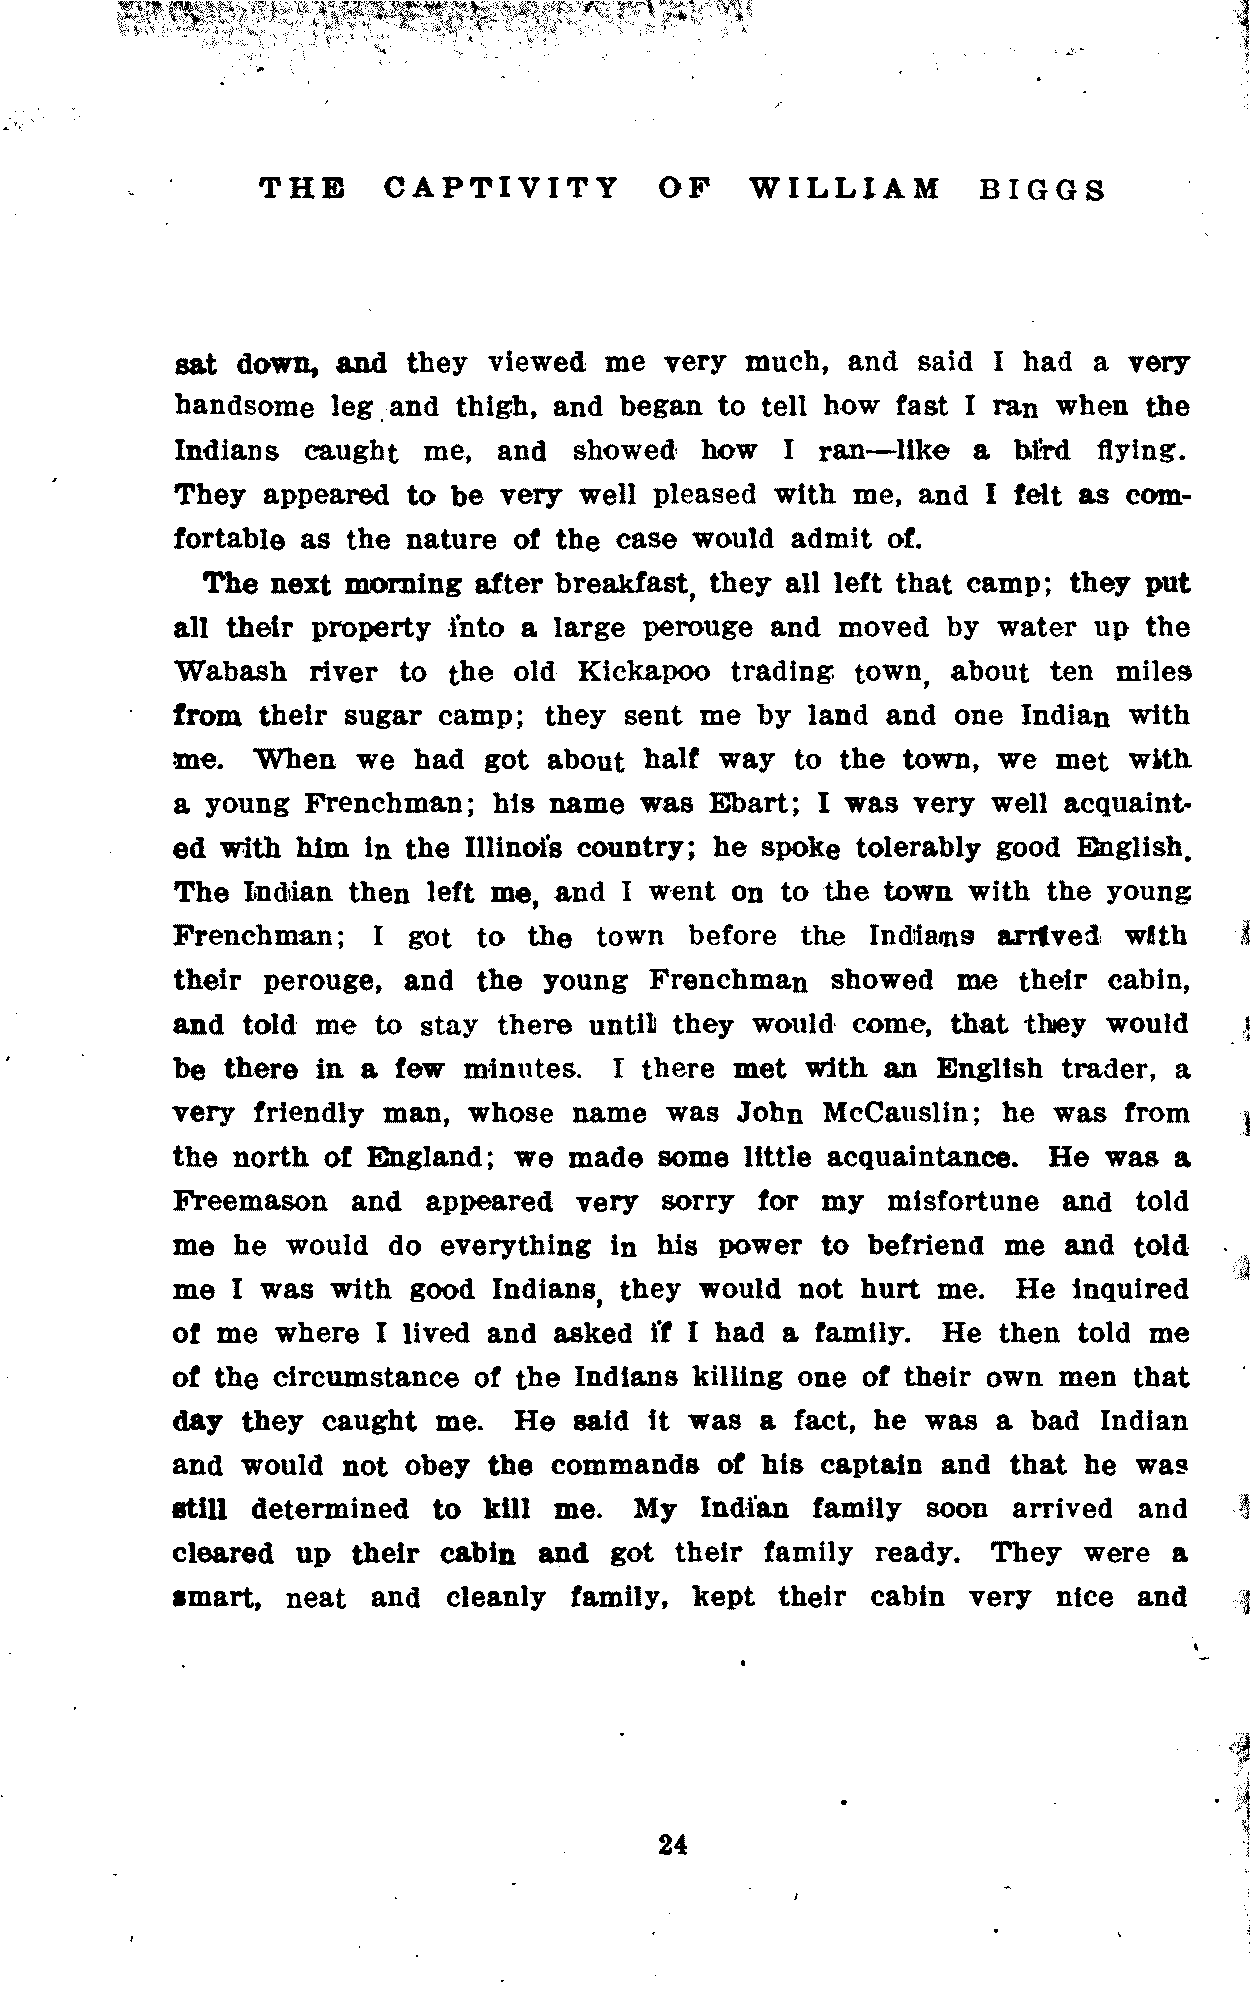 THE CAPTIVITY OF WILLIAM BIGGS
sat down, and they viewed me very much, and said I had a very
handsome leg and thigh, and began to tell how fast I ran when the
Indians caught me, and showed how I ran—like a bird flying.
They appeared to be very well pleased with me, and I felt as com-
fortable as the nature of the case would admit of.
The next morning after breakfast, they all left that camp; they put
all their property into a large perouge and moved by water up the
Wabash river to the old Kickapoo trading town, about ten miles
from their sugar camp; they sent me by land and one Indian with
me. When we had got about half way to the town, we met with
a young Frenchman; his name was Ebart; I was very well acquaint-
ed with him in the Illinois country; he spoke tolerably good English.
The Indian then left me, and I went on to the town with the young
Frenchman; I got to the town before the Indians arrived with
their perouge, and the young Frenchman showed me their cabin,
and told me to stay there until they would come, that they would
be there in a few minutes. I there met with an English trader, a
very friendly man, whose name was John McCauslin; he was from
the north of England; we made some little acquaintance. He was a
Freemason and appeared very sorry for my misfortune and told
me he would do everything in his power to befriend me and told
me I was with good Indians, they would not hurt me. He inquired
of me where I lived and asked if I had a family. He then told me
of the circumstance of the Indians killing one of their own men that
day they caught me. He said it was a fact, he was a bad Indian
and would not obey the commands of his captain and that he was
still determined to kill me. My Indian family soon arrived and
cleared up their cabin and got their family ready. They were a
smart, neat and cleanly family, kept their cabin very nice and
24